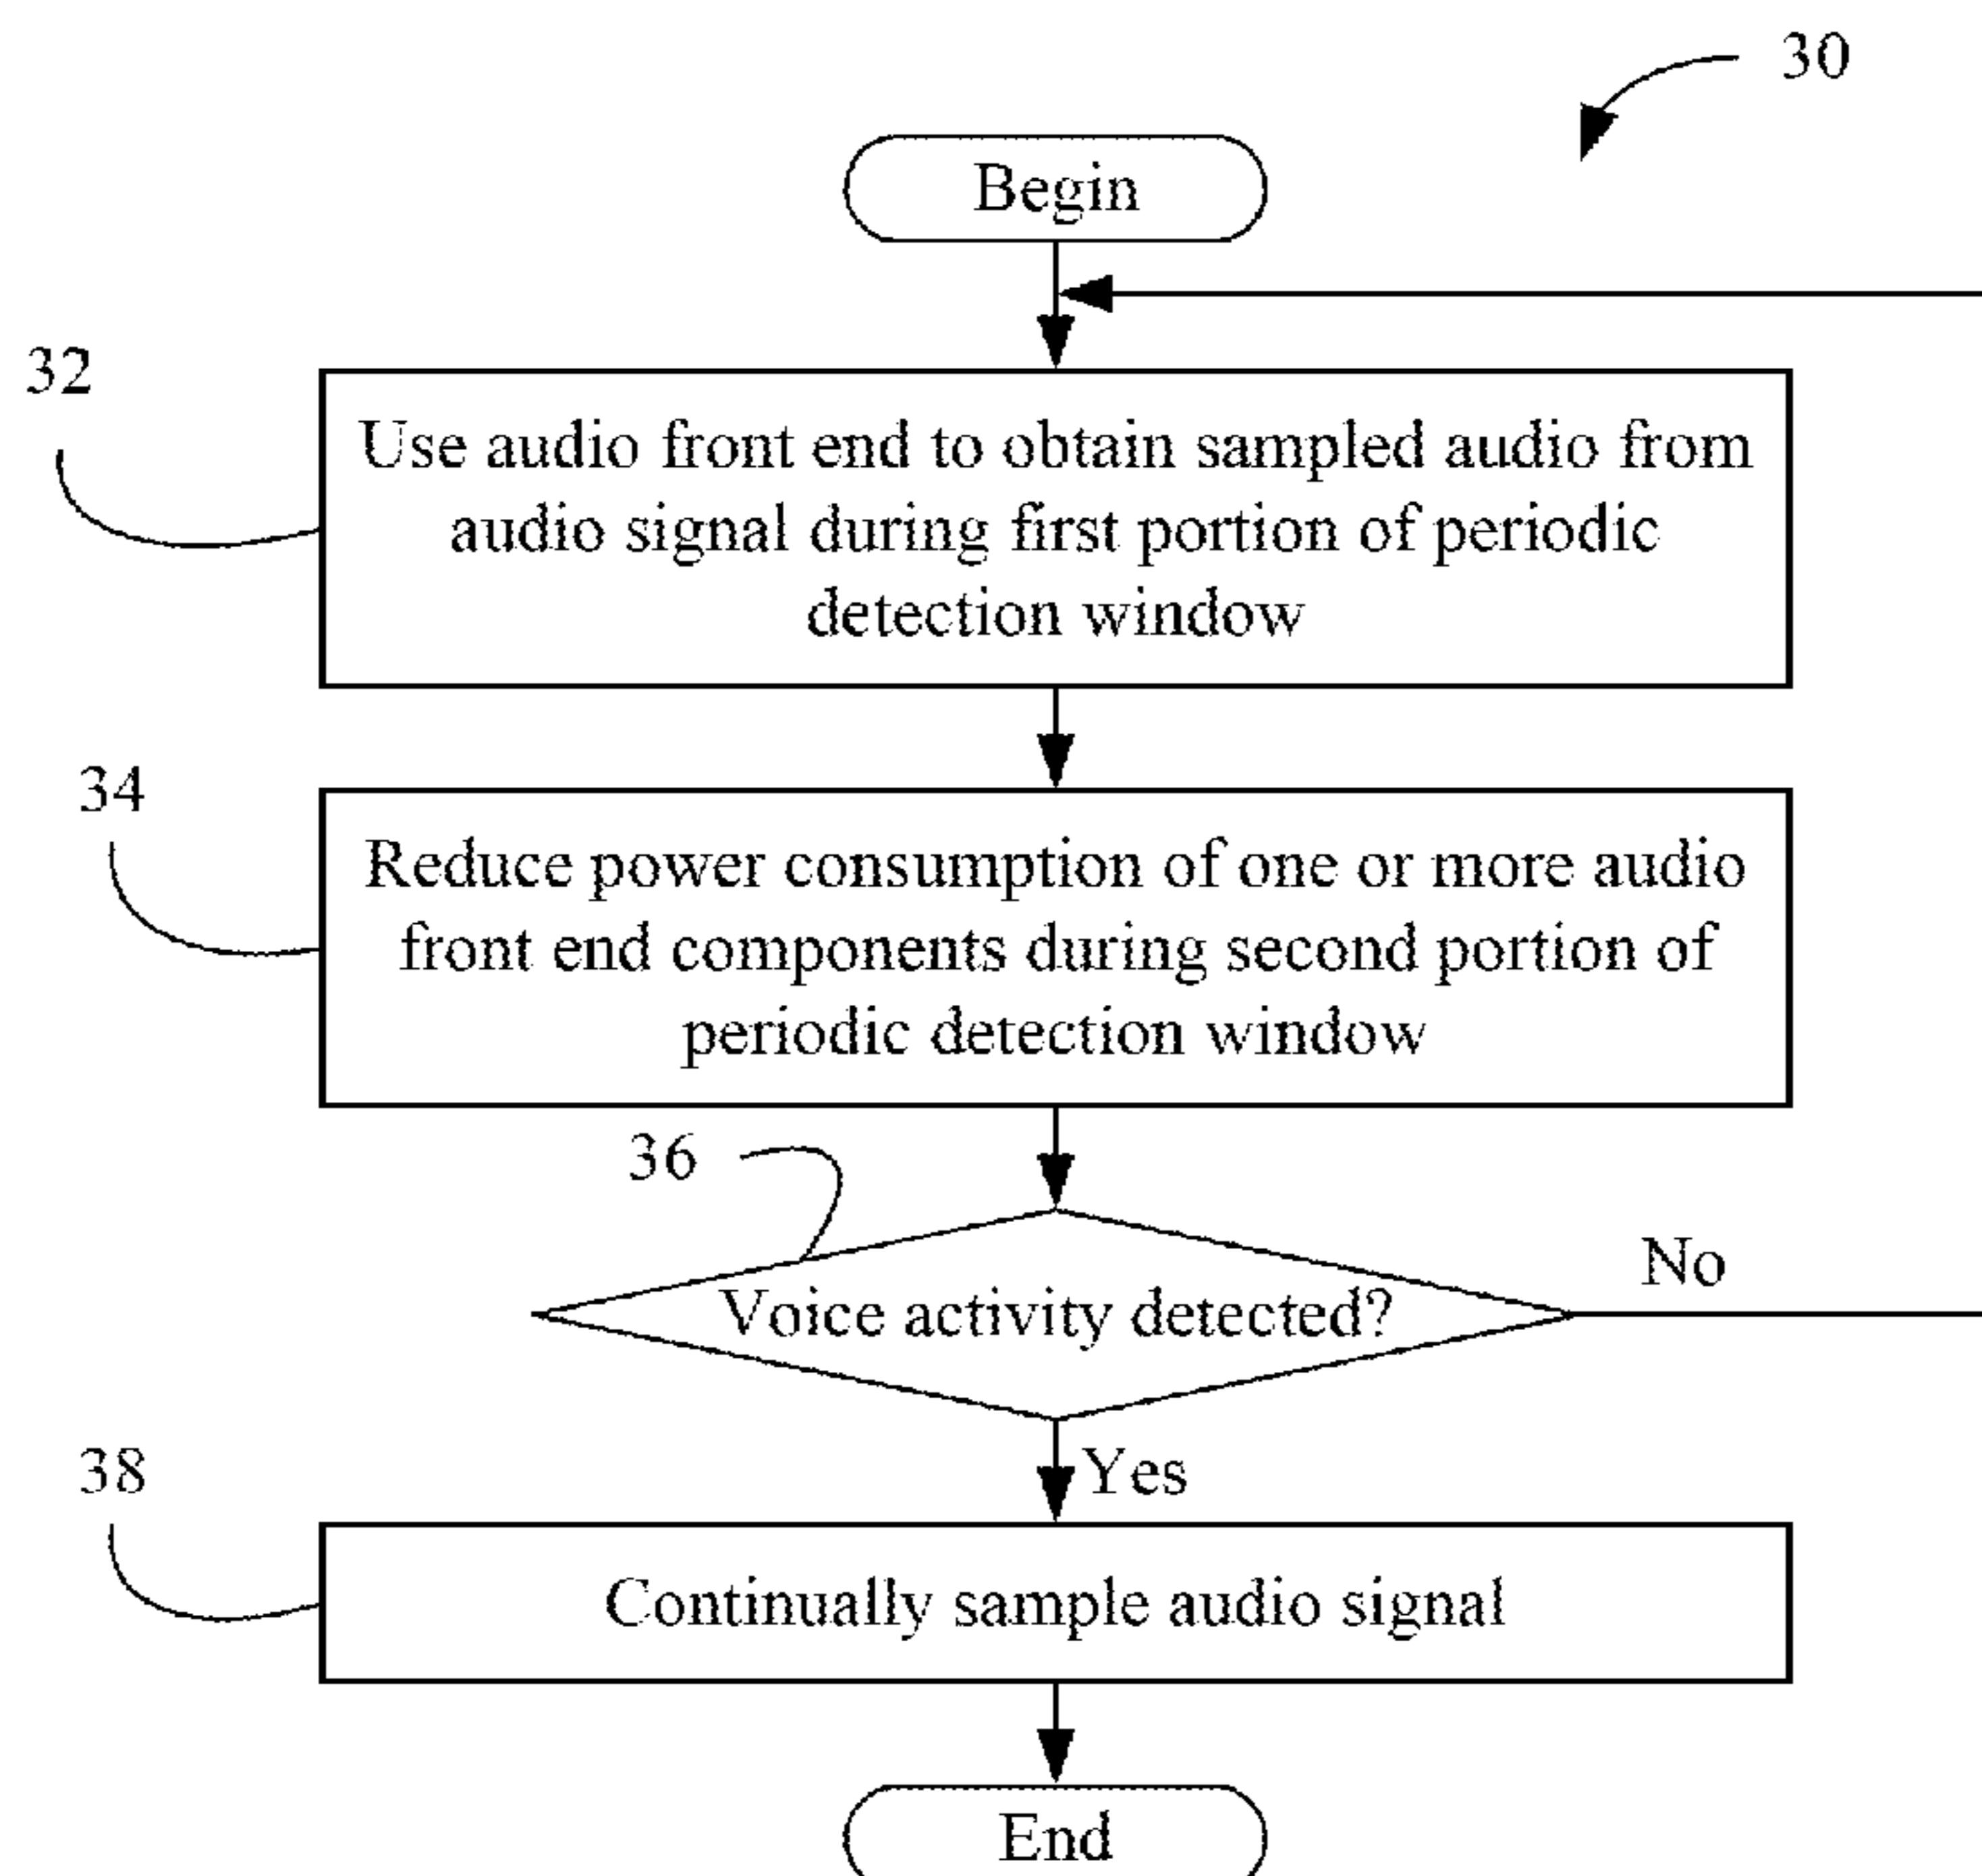 30
Begin
32
Use audio front end to obtain sampled audio from
audio signal during first portion of periodic
detection window
34
Reduce power consumption of one or more audio
front end components during second portion of
periodic detection window
36
Voice activity detected?
No
Yes
38
Continually sample audio signal
End